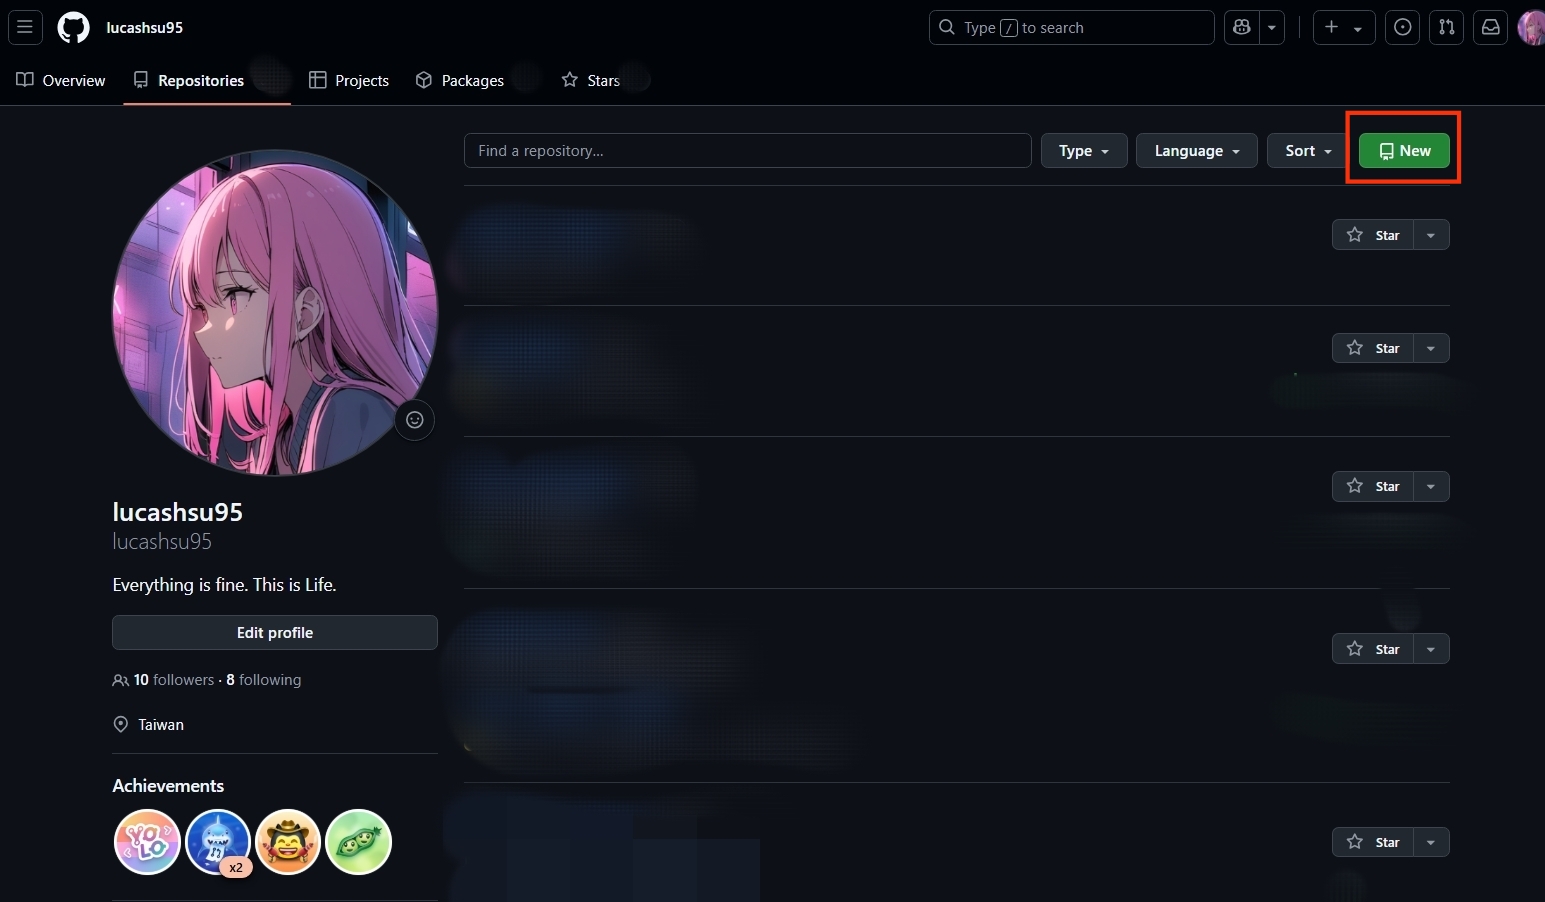 lucashsu95
Type / to search
Overview
Repositories
Projects
Packages
Stars
Find a repository...
Type
Language
Sort
New
Star
Star
Star
Star
Star
lucashsu95
lucashsu95
Everything is fine. This is Life.
Edit profile
10 followers · 8 following
Taiwan
Achievements
YOLO
x2